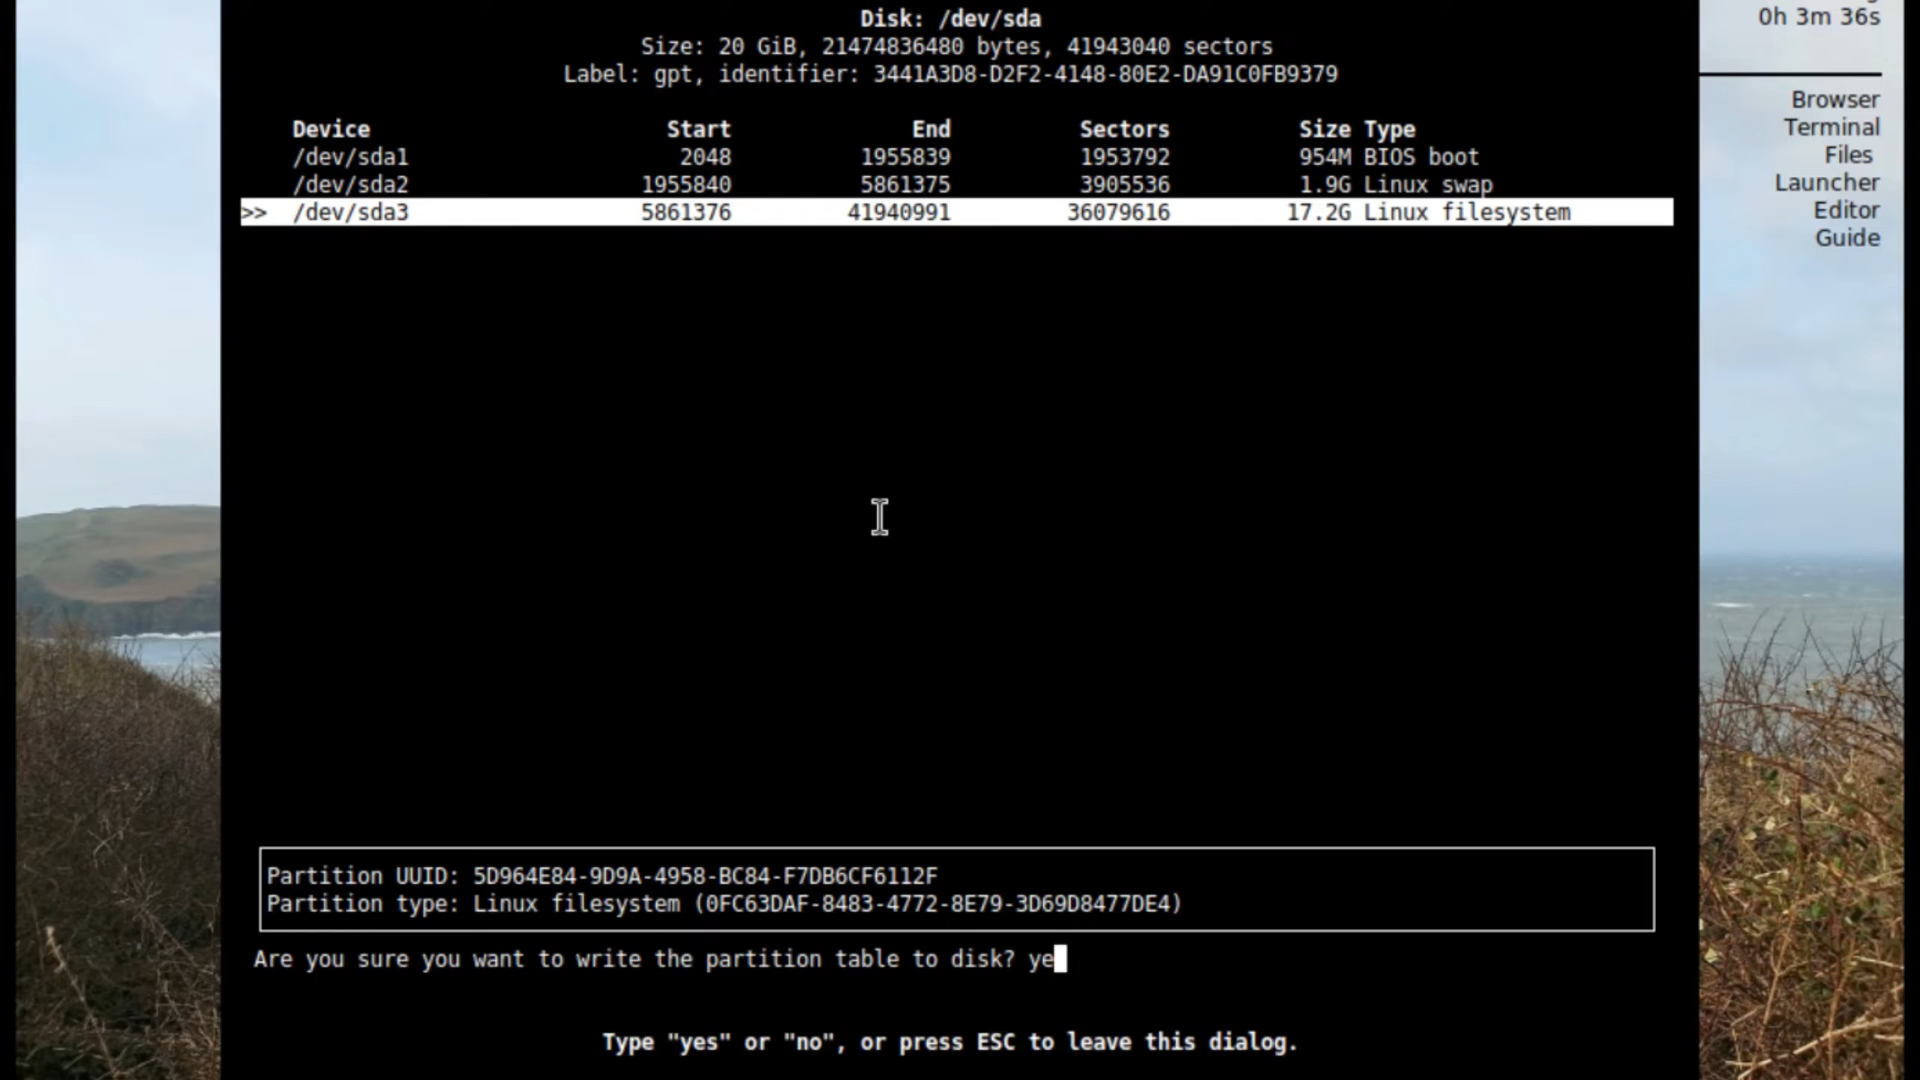 Disk: /dev/sda
Size: 20 GiB, 21474836480 bytes, 41943040 sectors
Label: gpt, identifier: 3441A3D8-D2F2-4148-80E2-DA91C0FB9379
Device Start End Sectors Size Type
/dev/sda1 2048 1955839 1953792 954M BIOS boot
/dev/sda2 1955840 5861375 3905536 1.9G Linux swap
>> /dev/sda3 5861376 41940991 36079616 17.2G Linux filesystem
Partition UUID: 5D964E84-9D9A-4958-BC84-F7DB6CF6112F
Partition type: Linux filesystem (0FC63DAF-8483-4772-8E79-3D69D8477DE4)
Are you sure you want to write the partition table to disk? ye
Type "yes" or "no", or press ESC to leave this dialog.
0h 3m 36s
Browser
Terminal
Files
Launcher
Editor
Guide